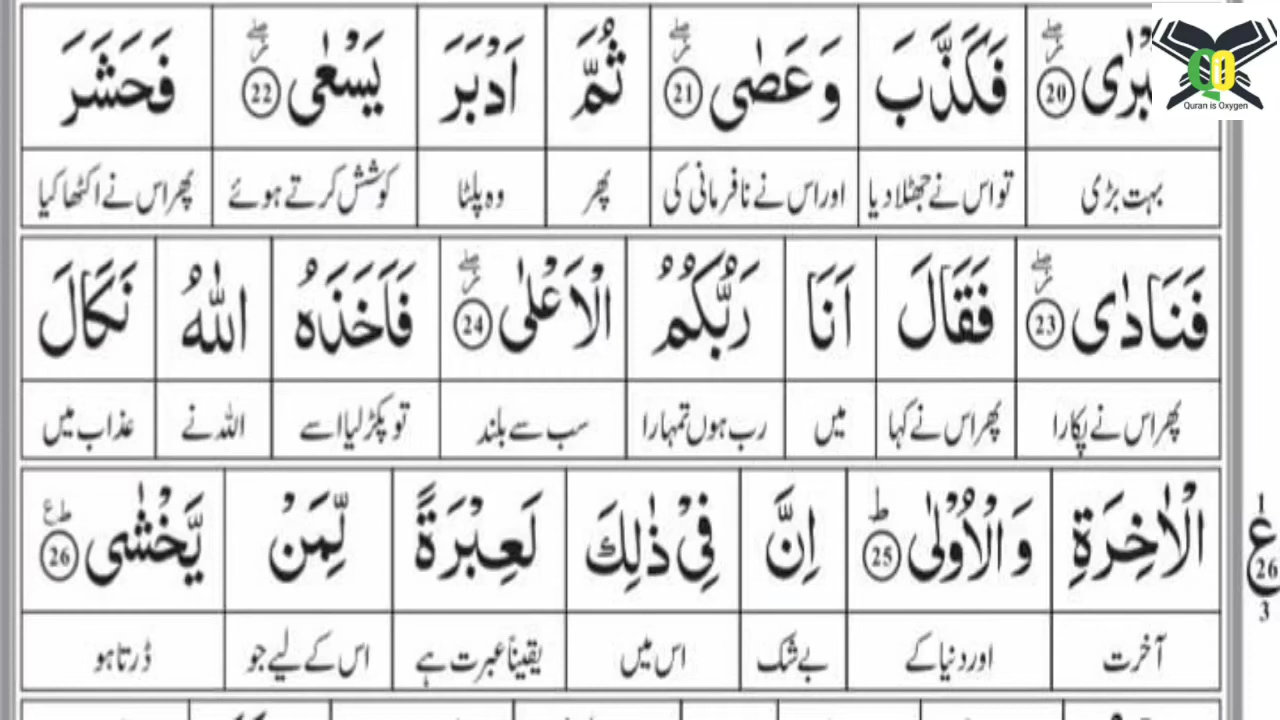 فَكَذَّبَ وَعَصٰى 21 ثُمَّ اَدْبَرَ يَسْعٰى 22 فَحَشَرَ
بہت بڑی تو اس نے جھٹلا دیا اور اس نے نافرمانی کی پھر وہ پلٹا کوشش کرتے ہوئے پھر اس نے اکٹھا کیا
فَنَادٰى 23 فَقَالَ اَنَا رَبُّكُمُ الْاَعْلٰى 24 فَاَخَذَهُ اللّٰهُ نَكَالَ
پھر اس نے پکارا پھر اس نے کہا میں رب ہوں تمہارا سب سے بلند تو پکڑ لیا اسے اللہ نے عذاب میں
الْاٰخِرَةِ وَالْاُوْلٰى ط 25 اِنَّ فِيْ ذٰلِكَ لَعِبْرَةً لِّمَنْ يَّخْشٰى ط ع 26
آخرت اور دنیا کے بے شک اس میں یقیناً عبرت ہے اس کے لیے جو ڈرتا ہو
1
ع
26
3
QO
Quran is Oxygen